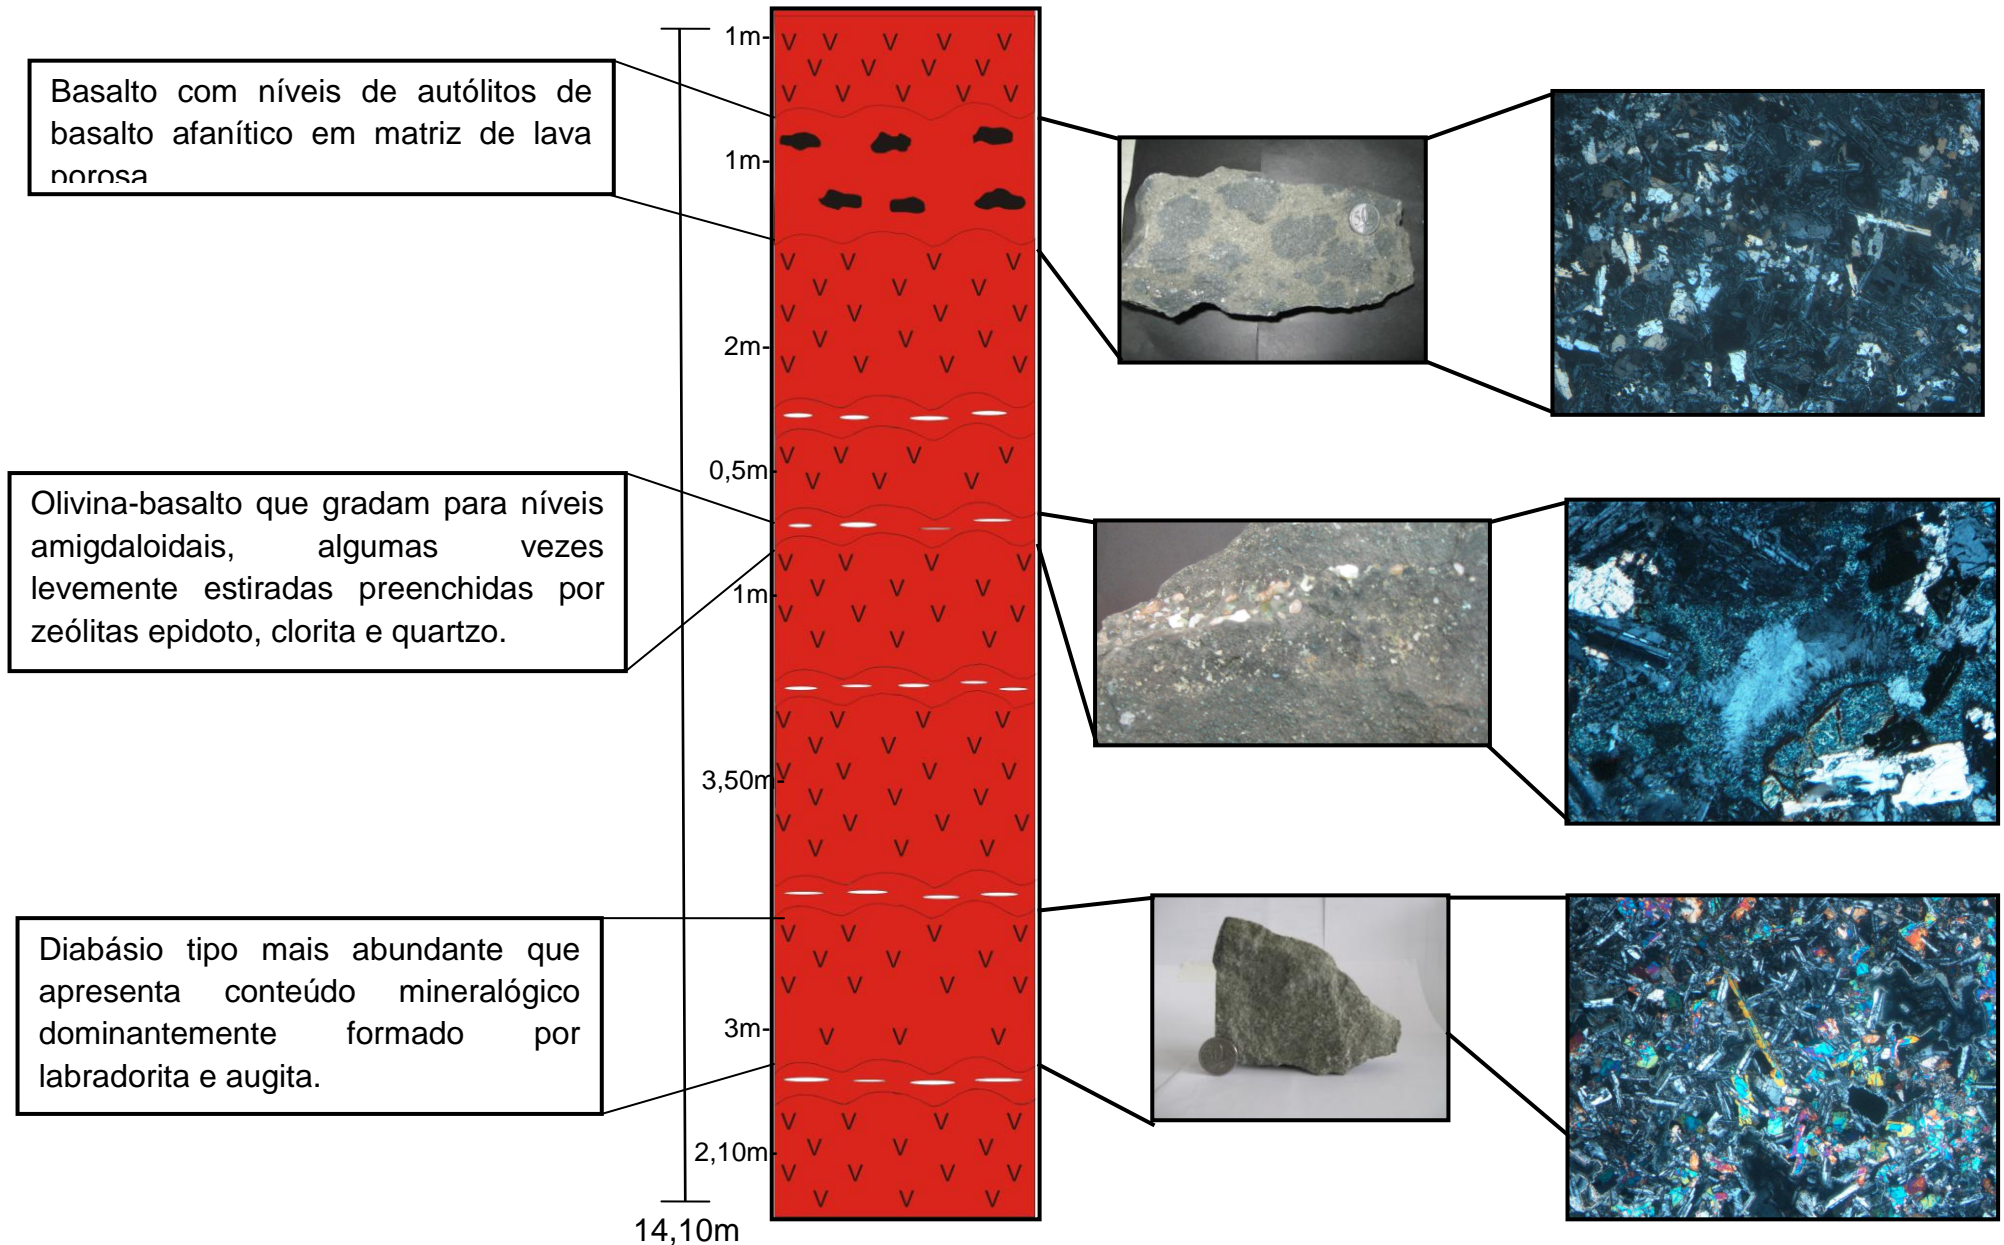 1m-
Basalto com níveis de autólitos de
basalto afanítico em matriz de lava
porosa
1m-
2m-
0,5m-
Olivina-basalto que gradam para níveis
amigdaloidais, algumas vezes
levemente estiradas preenchidas por
zeólitas epidoto, clorita e quartzo.
1m-
3,50m-
Diabásio tipo mais abundante que
apresenta conteúdo mineralógico
dominantemente formado por
labradorita e augita.
3m-
2,10m-
14,10m
V V V V V
V V V V
V V V V
V V V V
V V V V
V V V V
V V V
V V V
V V V V
V V V
V V V V
V V V V
V V V V
V V V
V V V V
V V V
V V V V
V V V
V V V V
V V V
V V V V
V V V
V V V V
V V V
V V V V
V V V
V V V V
V V V
50